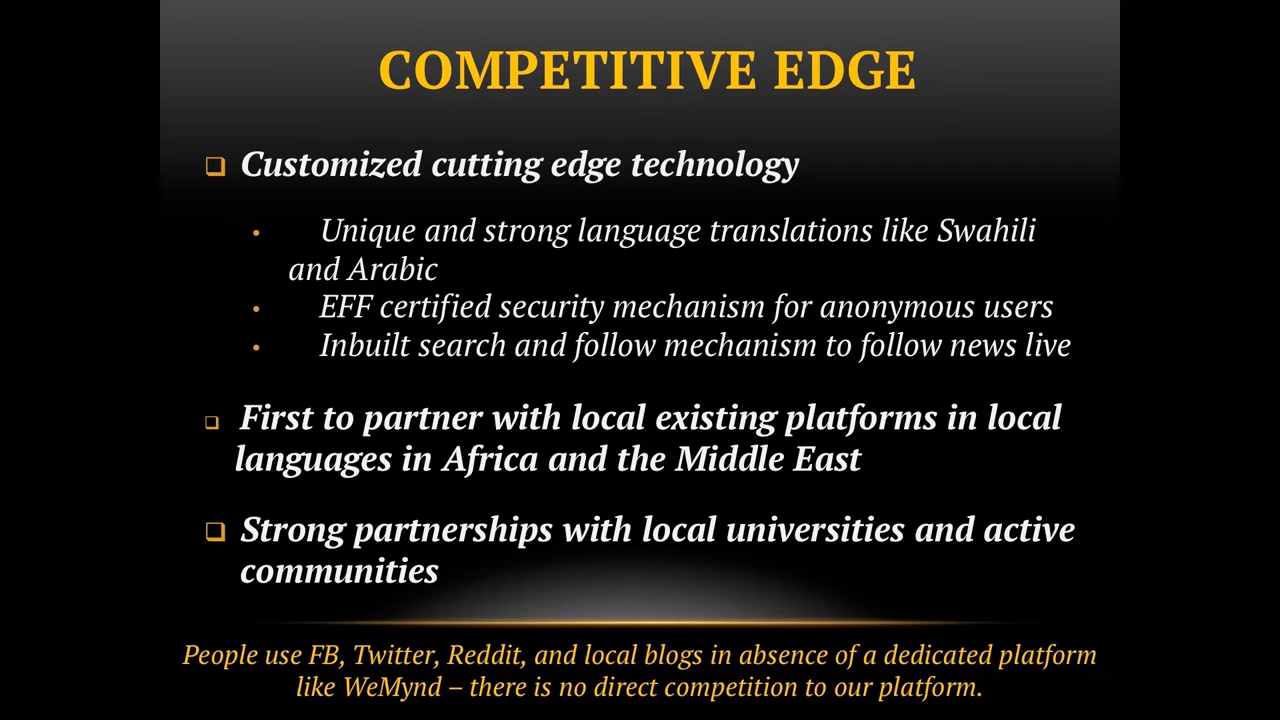 COMPETITIVE EDGE
Customized cutting edge technology
Unique and strong language translations like Swahili
and Arabic
EFF certified security mechanism for anonymous users
Inbuilt search and follow mechanism to follow news live
First to partner with local existing platforms in local
languages in Africa and the Middle East
Strong partnerships with local universities and active
communities
People use FB, Twitter, Reddit, and local blogs in absence of a dedicated platform
like WeMynd – there is no direct competition to our platform.